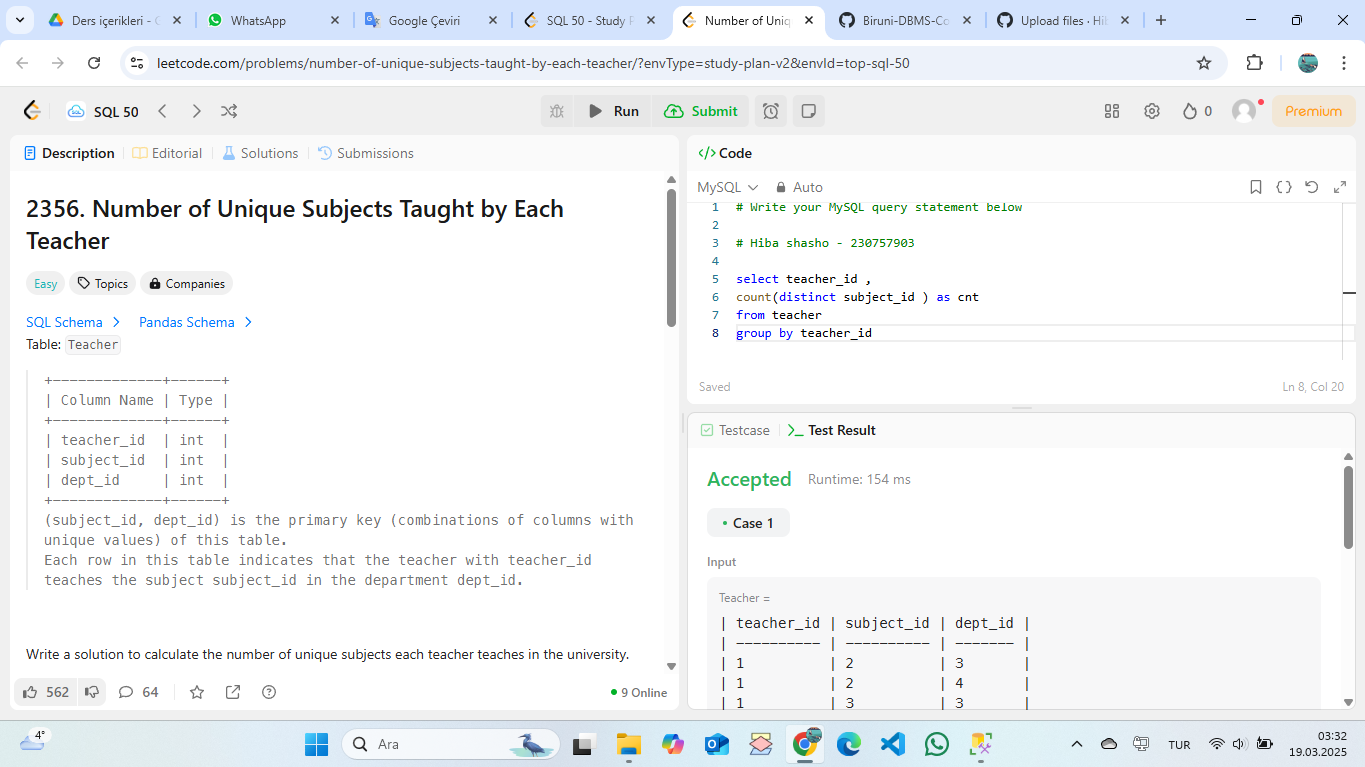 Ders içerikleri - 
WhatsApp
Google Çeviri
SQL 50 - Study
Number of Uniq
Biruni-DBMS-Co
Upload files · Hib
leetcode.com/problems/number-of-unique-subjects-taught-by-each-teacher/?envType=study-plan-v2&envId=top-sql-50
SQL 50
Run
Submit
0
Premium
Description
Editorial
Solutions
Submissions
2356. Number of Unique Subjects Taught by Each
Teacher
Easy
Topics
Companies
SQL Schema
Pandas Schema
Table: Teacher
+-------------+------+
| Column Name | Type |
+-------------+------+
| teacher_id  | int  |
| subject_id  | int  |
| dept_id     | int  |
+-------------+------+
(subject_id, dept_id) is the primary key (combinations of columns with
unique values) of this table.
Each row in this table indicates that the teacher with teacher_id
teaches the subject subject_id in the department dept_id.
Write a solution to calculate the number of unique subjects each teacher teaches in the university.
562
64
9 Online
</> Code
MySQL
Auto
1 # Write your MySQL query statement below
2
3 # Hiba shasho - 230757903
4
5 select teacher_id ,
6 count(distinct subject_id ) as cnt
7 from teacher
8 group by teacher_id
Saved
Ln 8, Col 20
Testcase
Test Result
Accepted
Runtime: 154 ms
Case 1
Input
Teacher =
| teacher_id | subject_id | dept_id |
| ---------- | ---------- | ------- |
| 1          | 2          | 3       |
| 1          | 2          | 4       |
| 1          | 3          | 3       |
4°
Ara
TUR
03:32
19.03.2025